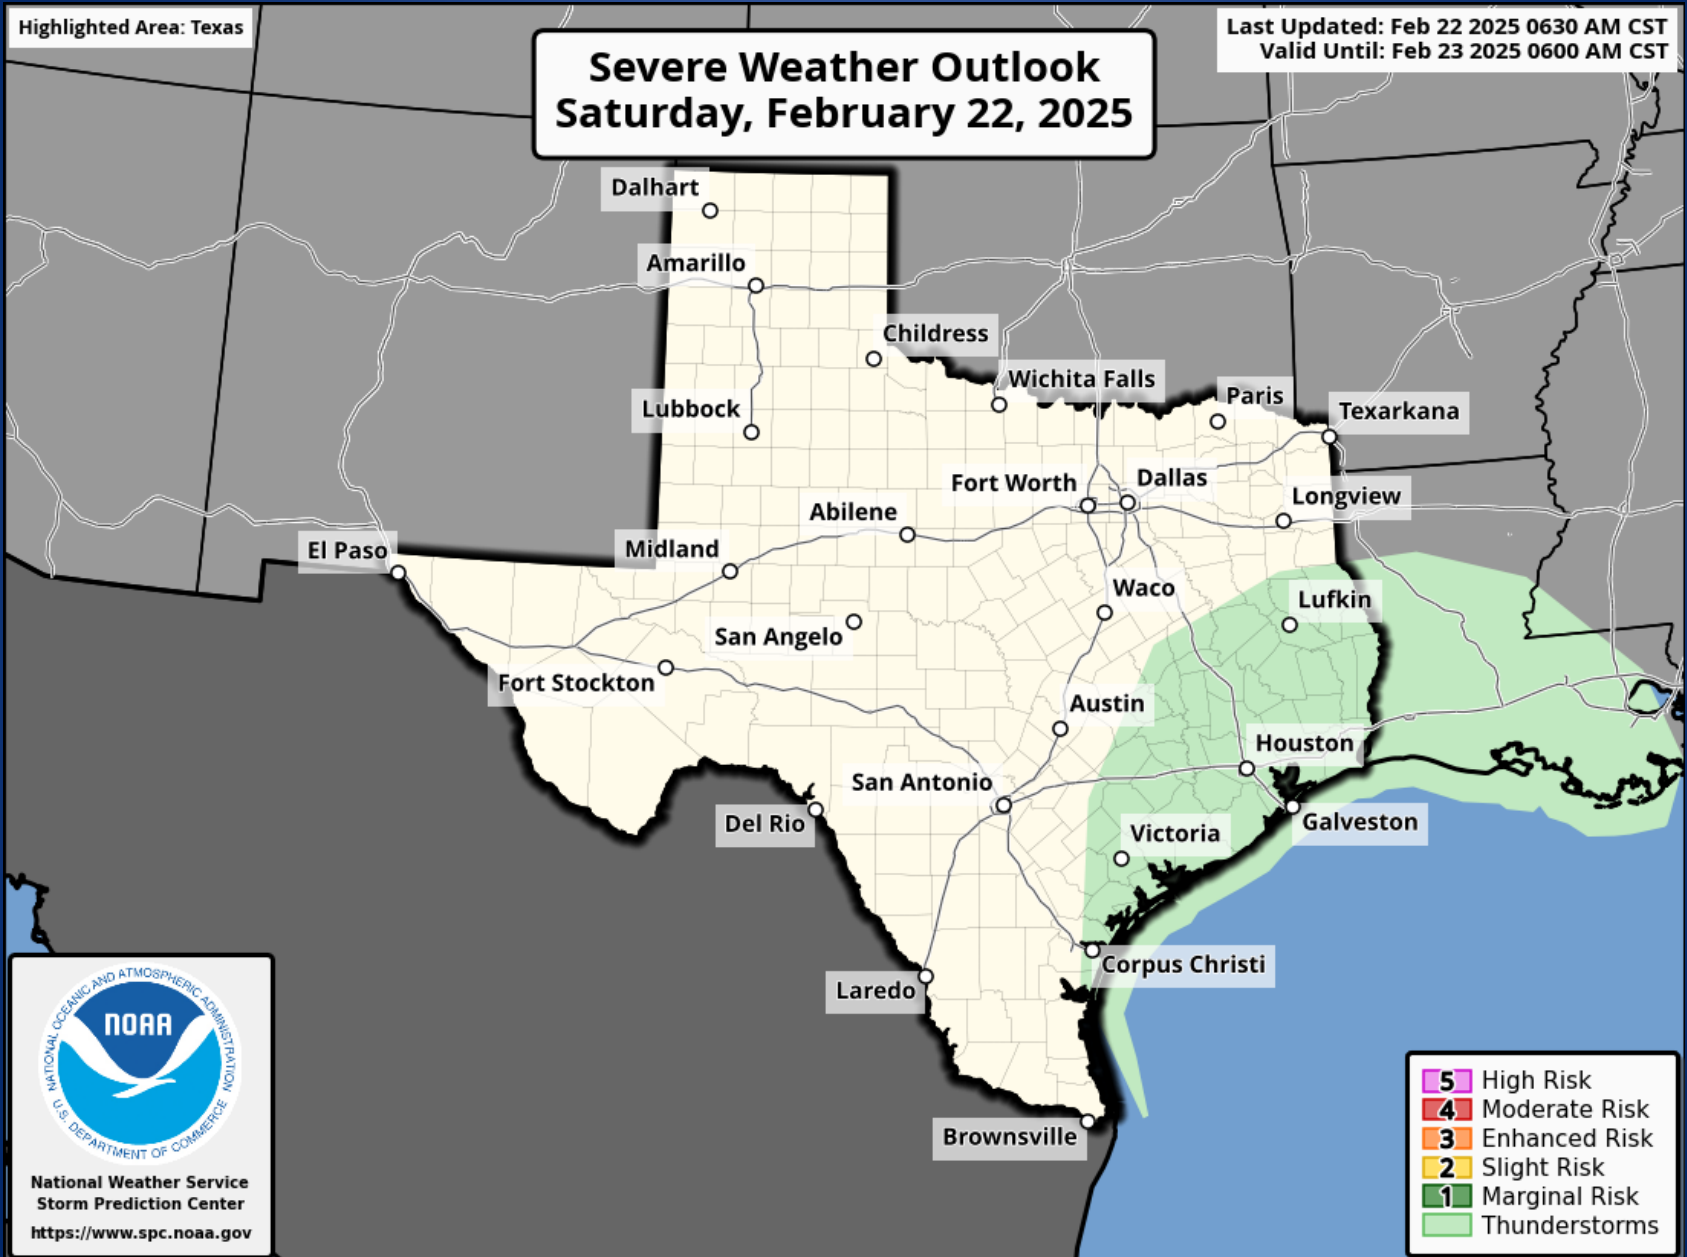 Highlighted Area: Texas
Severe Weather Outlook
Saturday, February 22, 2025
Last Updated: Feb 22 2025 0630 AM CST
Valid Until: Feb 23 2025 0600 AM CST
Dalhart
Amarillo
Childress
Wichita Falls
Paris
Texarkana
Lubbock
Fort Worth
Dallas
Longview
Abilene
El Paso
Midland
Waco
Lufkin
San Angelo
Fort Stockton
Austin
Houston
San Antonio
Del Rio
Victoria
Galveston
Corpus Christi
Laredo
Brownsville
NATIONAL OCEANIC AND ATMOSPHERIC ADMINISTRATION
NOAA
U.S. DEPARTMENT OF COMMERCE
National Weather Service
Storm Prediction Center
https://www.spc.noaa.gov
5 High Risk
4 Moderate Risk
3 Enhanced Risk
2 Slight Risk
1 Marginal Risk
Thunderstorms